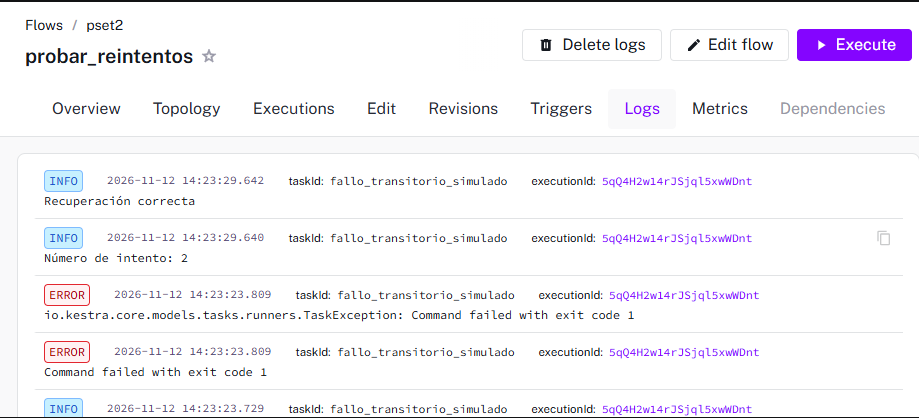 Flows / pset2
probar_reintentos
Delete logs
Edit flow
Execute
Overview Topology Executions Edit Revisions Triggers Logs Metrics Dependencies
INFO 2026-11-12 14:23:29.642 taskId: fallo_transitorio_simulado executionId: 5qQ4H2w14rJSjql5xwWDnt
Recuperación correcta
INFO 2026-11-12 14:23:29.640 taskId: fallo_transitorio_simulado executionId: 5qQ4H2w14rJSjql5xwWDnt
Número de intento: 2
ERROR 2026-11-12 14:23:23.809 taskId: fallo_transitorio_simulado executionId: 5qQ4H2w14rJSjql5xwWDnt
io.kestra.core.models.tasks.runners.TaskException: Command failed with exit code 1
ERROR 2026-11-12 14:23:23.809 taskId: fallo_transitorio_simulado executionId: 5qQ4H2w14rJSjql5xwWDnt
Command failed with exit code 1
INFO 2026-11-12 14:23:23.729 taskId: fallo_transitorio_simulado executionId: 5qQ4H2w14rJSjql5xwWDnt